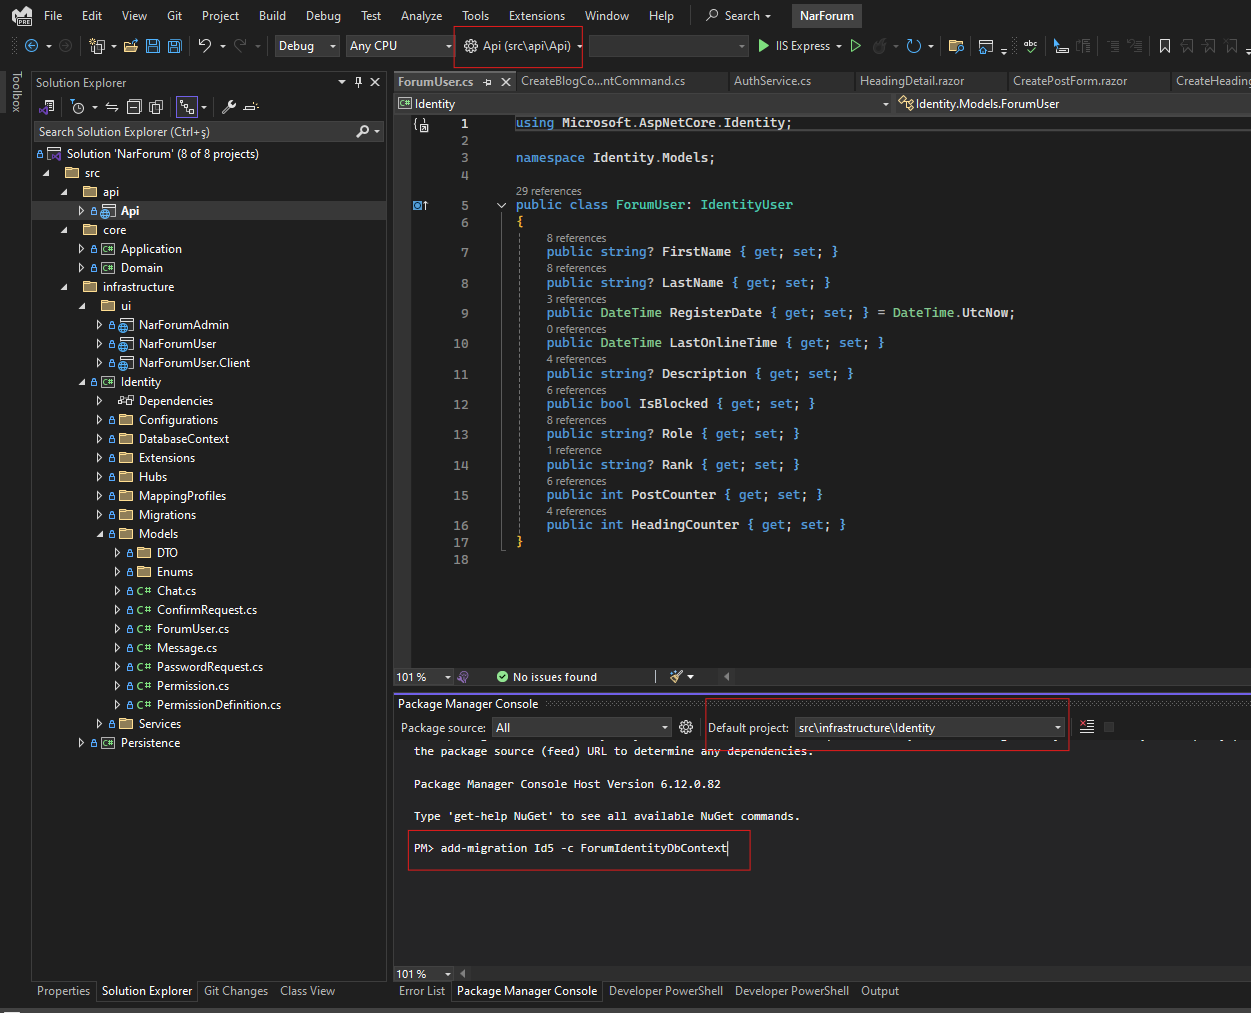 File Edit View Git Project Build Debug Test Analyze Tools Extensions Window Help Search NarForum
PRE
Debug Any CPU Api (src\api\Api) IIS Express
Toolbox
Solution Explorer
Search Solution Explorer (Ctrl+ş)
Solution 'NarForum' (8 of 8 projects)
src
api
Api
core
Application
Domain
infrastructure
ui
NarForumAdmin
NarForumUser
NarForumUser.Client
Identity
Dependencies
Configurations
DatabaseContext
Extensions
Hubs
MappingProfiles
Migrations
Models
DTO
Enums
C# Chat.cs
C# ConfirmRequest.cs
C# ForumUser.cs
C# Message.cs
C# PasswordRequest.cs
C# Permission.cs
C# PermissionDefinition.cs
Services
Persistence
Properties Solution Explorer Git Changes Class View
ForumUser.cs CreateBlogCo...ntCommand.cs AuthService.cs HeadingDetail.razor CreatePostForm.razor CreateHeading
Identity Identity.Models.ForumUser
1 using Microsoft.AspNetCore.Identity;
2
3 namespace Identity.Models;
4
29 references
5 public class ForumUser: IdentityUser
6 {
8 references
7 public string? FirstName { get; set; }
8 references
8 public string? LastName { get; set; }
3 references
9 public DateTime RegisterDate { get; set; } = DateTime.UtcNow;
0 references
10 public DateTime LastOnlineTime { get; set; }
4 references
11 public string? Description { get; set; }
6 references
12 public bool IsBlocked { get; set; }
8 references
13 public string? Role { get; set; }
1 reference
14 public string? Rank { get; set; }
6 references
15 public int PostCounter { get; set; }
4 references
16 public int HeadingCounter { get; set; }
17 }
18
101 % No issues found
Package Manager Console
Package source: All Default project: src\infrastructure\Identity
the package source (feed) URL to determine any dependencies.
Package Manager Console Host Version 6.12.0.82
Type 'get-help NuGet' to see all available NuGet commands.
PM> add-migration Id5 -c ForumIdentityDbContext
101 %
Error List Package Manager Console Developer PowerShell Developer PowerShell Output